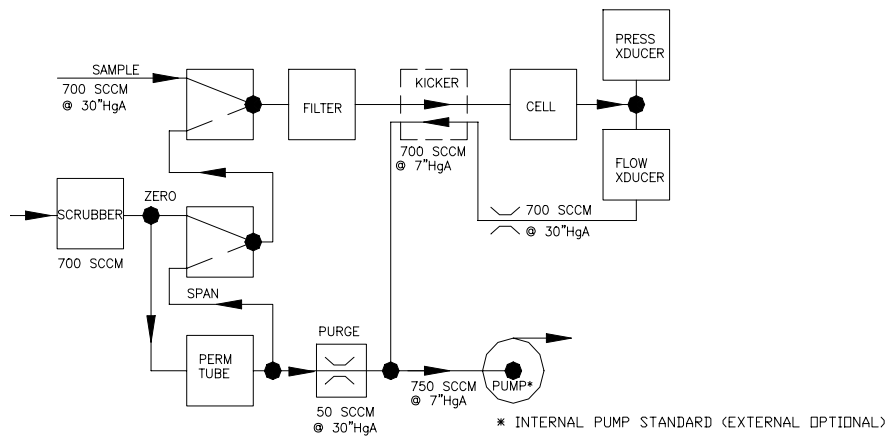 PRESS
XDUCER
SAMPLE
700 SCCM
@ 30"HgA
FILTER
KICKER
700 SCCM
@ 7"HgA
CELL
FLOW
XDUCER
700 SCCM
@ 30"HgA
SCRUBBER
700 SCCM
ZERO
SPAN
PERM
TUBE
PURGE
50 SCCM
@ 30"HgA
750 SCCM
@ 7"HgA
PUMP*
* INTERNAL PUMP STANDARD (EXTERNAL OPTIONAL)